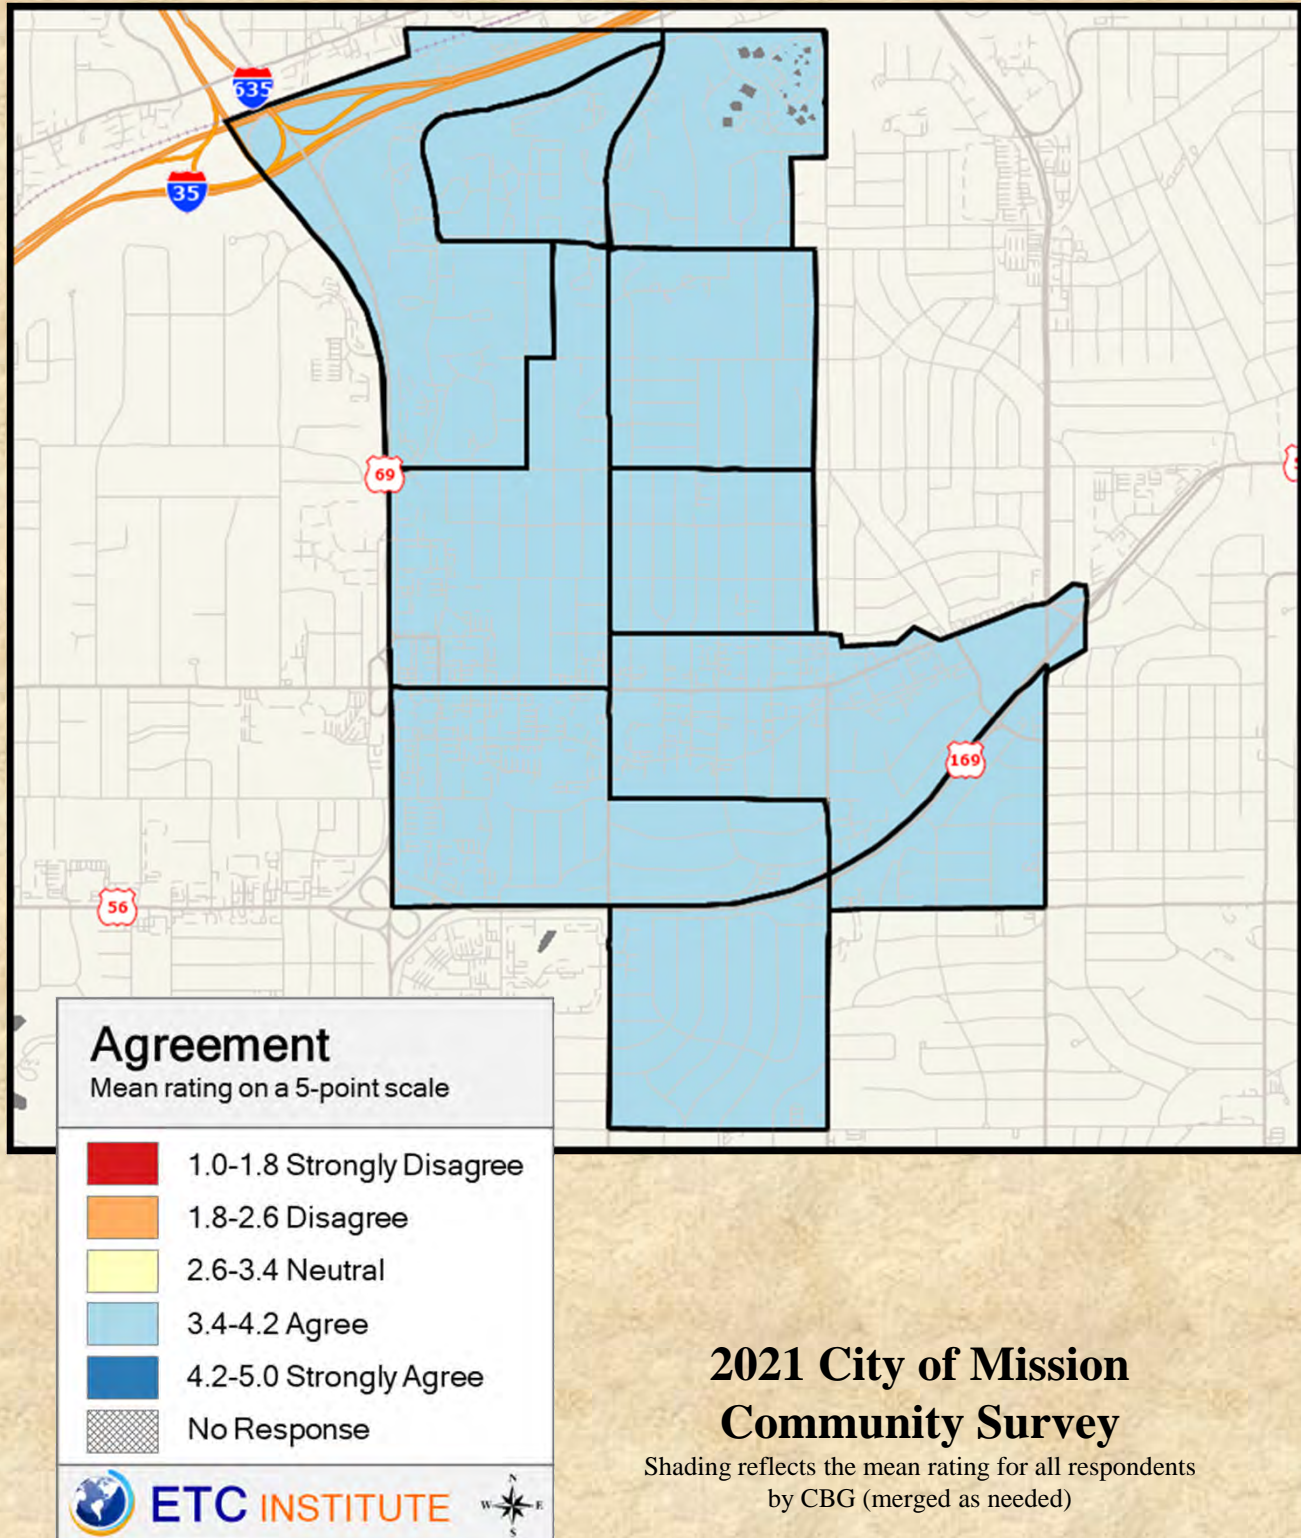 635
35
69
169
56
Agreement
Mean rating on a 5-point scale
1.0-1.8 Strongly Disagree
1.8-2.6 Disagree
2.6-3.4 Neutral
3.4-4.2 Agree
4.2-5.0 Strongly Agree
No Response
ETC INSTITUTE
N
W E
S
2021 City of Mission
Community Survey
Shading reflects the mean rating for all respondents
by CBG (merged as needed)